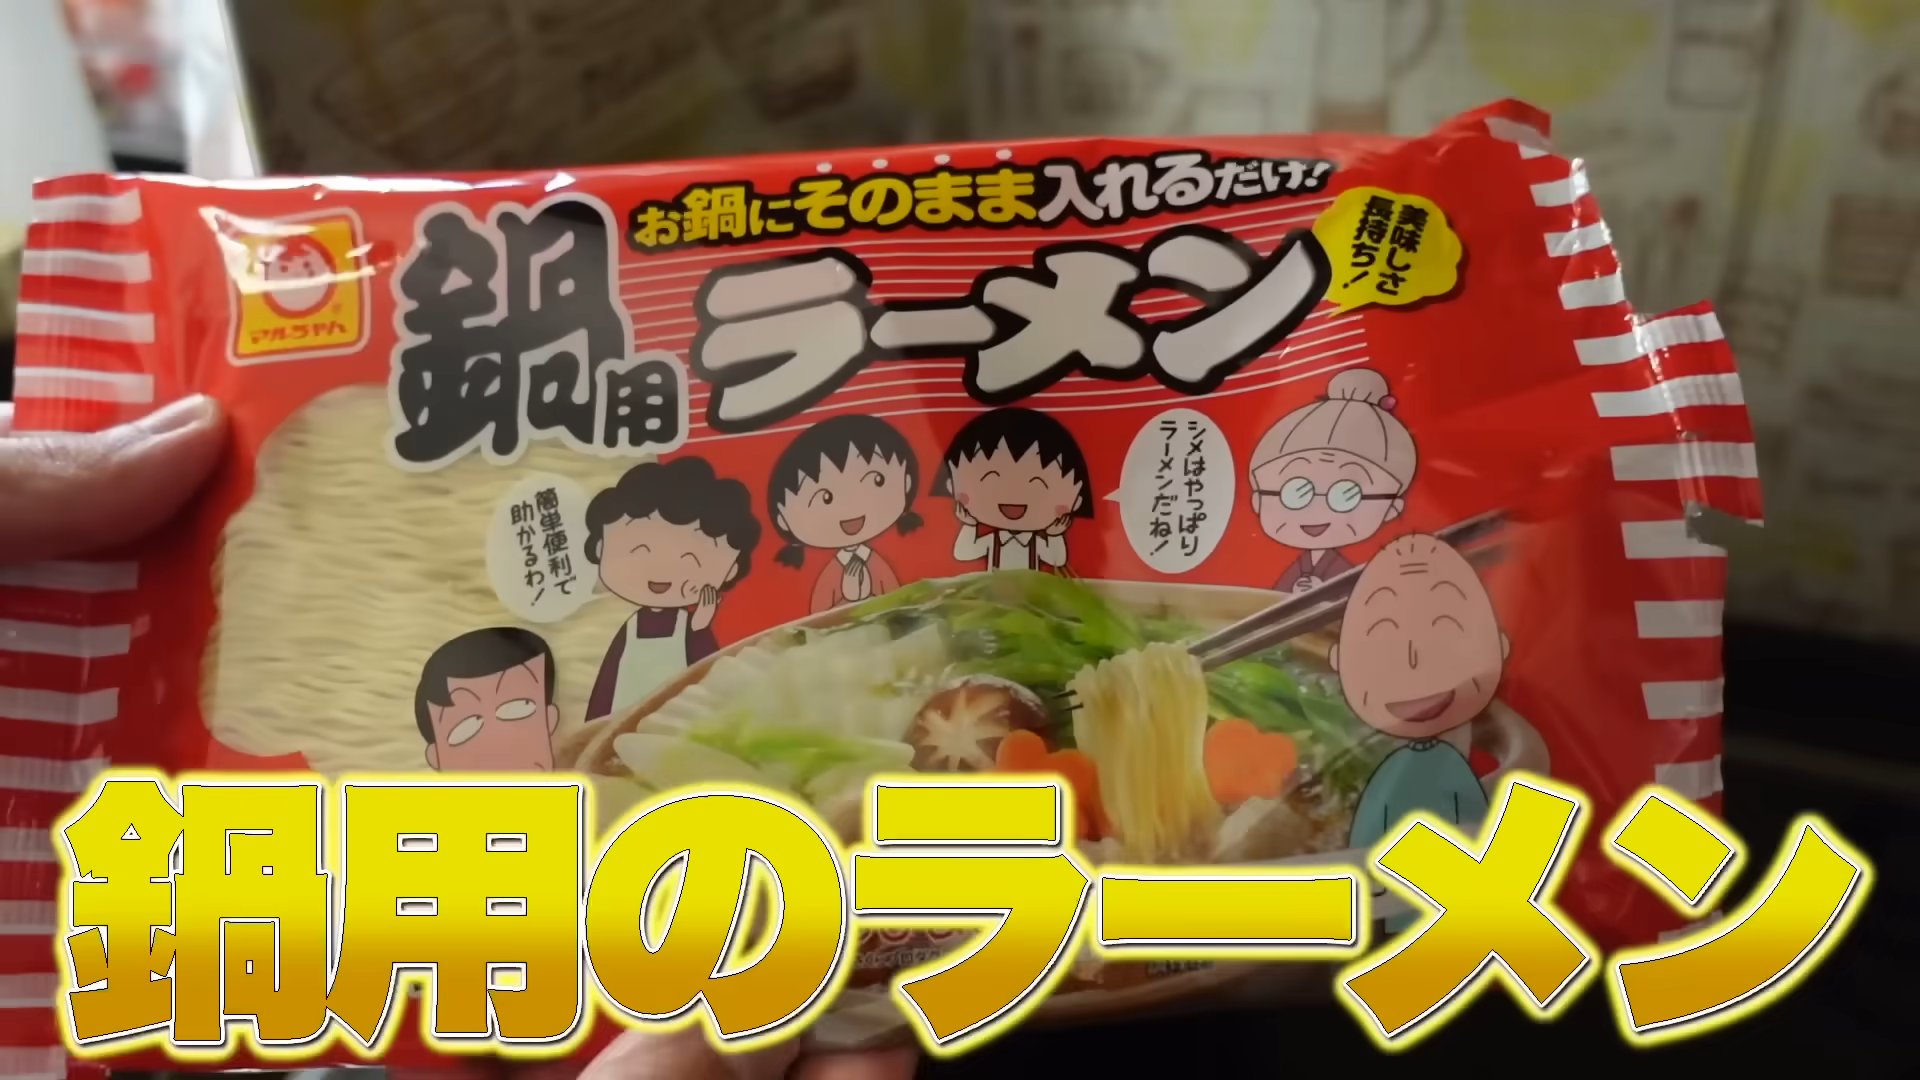 お鍋にそのまま入れるだけ!
美味しさ
長持ち!
マルちゃん
鍋用
ラーメン
シメはやっぱり
ラーメンだね!
簡単便利で
助かるわ!
鍋用のラーメン